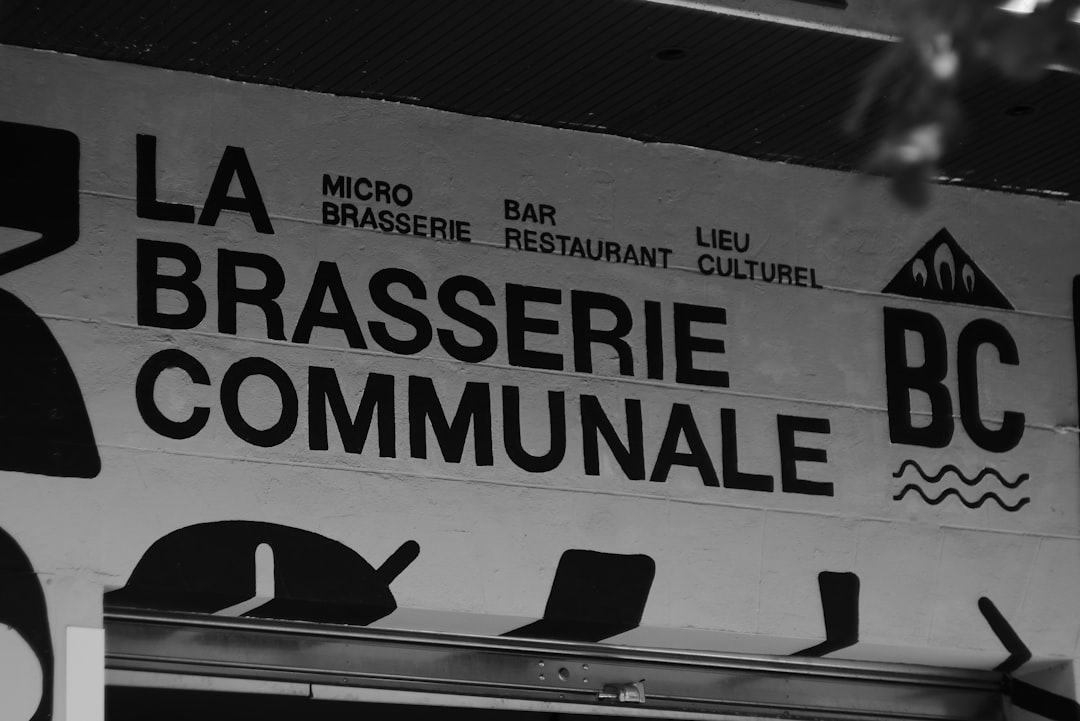 LA
MICRO
BRASSERIE
BAR
RESTAURANT
LIEU
CULTUREL
BRASSERIE
COMMUNALE
BC